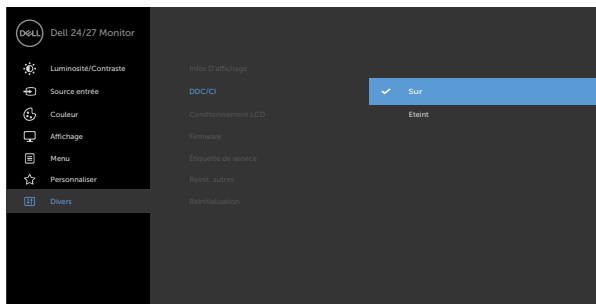 DELL Dell 24/27 Monitor
Luminosité/Contraste Infos D'affichage
Source entrée DDC/CI Sur
Couleur Condtionnement LCD Eteint
Affichage Firmware
Menu Étiquette de service
Personnaliser Réinit. autres
Divers Réinitialisation